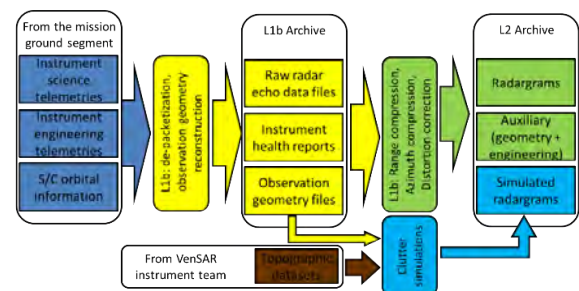 From the mission
ground segment
Instrument
science
telemetries
Instrument
engineering
telemetries
S/C orbital
information
L1b: de-packetization,
observation geometry
reconstruction
L1b Archive
Raw radar
echo data files
Instrument
health reports
Observation
geometry files
L1b: Range compression,
Azimuth compression,
Distortion correction
L2 Archive
Radargrams
Auxiliary
(geometry +
engineering)
Simulated
radargrams
From VenSAR
instrument team
Topographic
datasets
Clutter
simulations